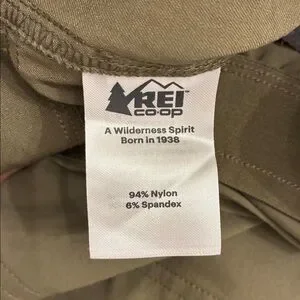 REI
co·op
A Wilderness Spirit
Born in 1938
94% Nylon
6% Spandex